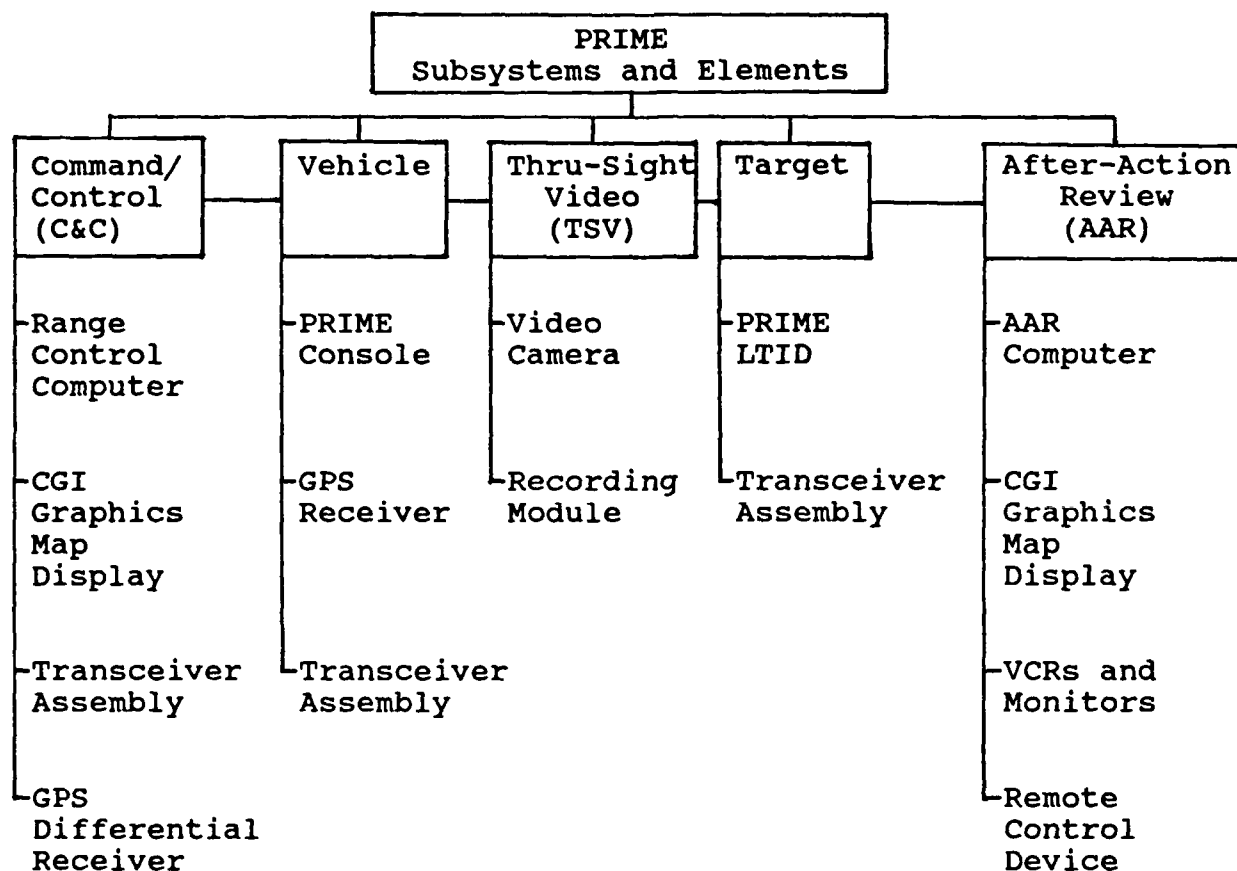 PRIME
Subsystems and Elements
Command/
Control
(C&C)
Vehicle
Thru-Sight
Video
(TSV)
Target
After-Action
Review
(AAR)
Range
Control
Computer
CGI
Graphics
Map
Display
Transceiver
Assembly
GPS
Differential
Receiver
PRIME
Console
GPS
Receiver
Transceiver
Assembly
Video
Camera
Recording
Module
PRIME
LTID
Transceiver
Assembly
AAR
Computer
CGI
Graphics
Map
Display
VCRs and
Monitors
Remote
Control
Device